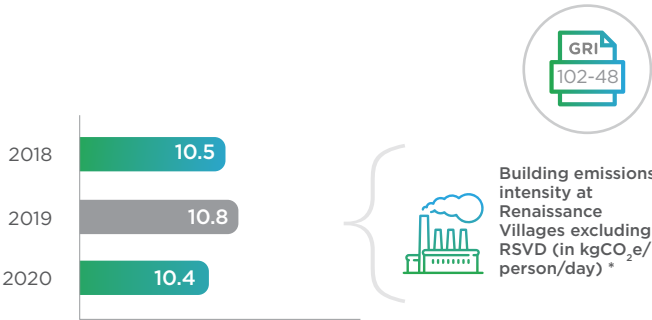 GRI
102-48
2018
10.5
2019
10.8
2020
10.4
Building emissions
intensity at
Renaissance
Villages excluding
RSVD (in kgCO₂e/
person/day) *